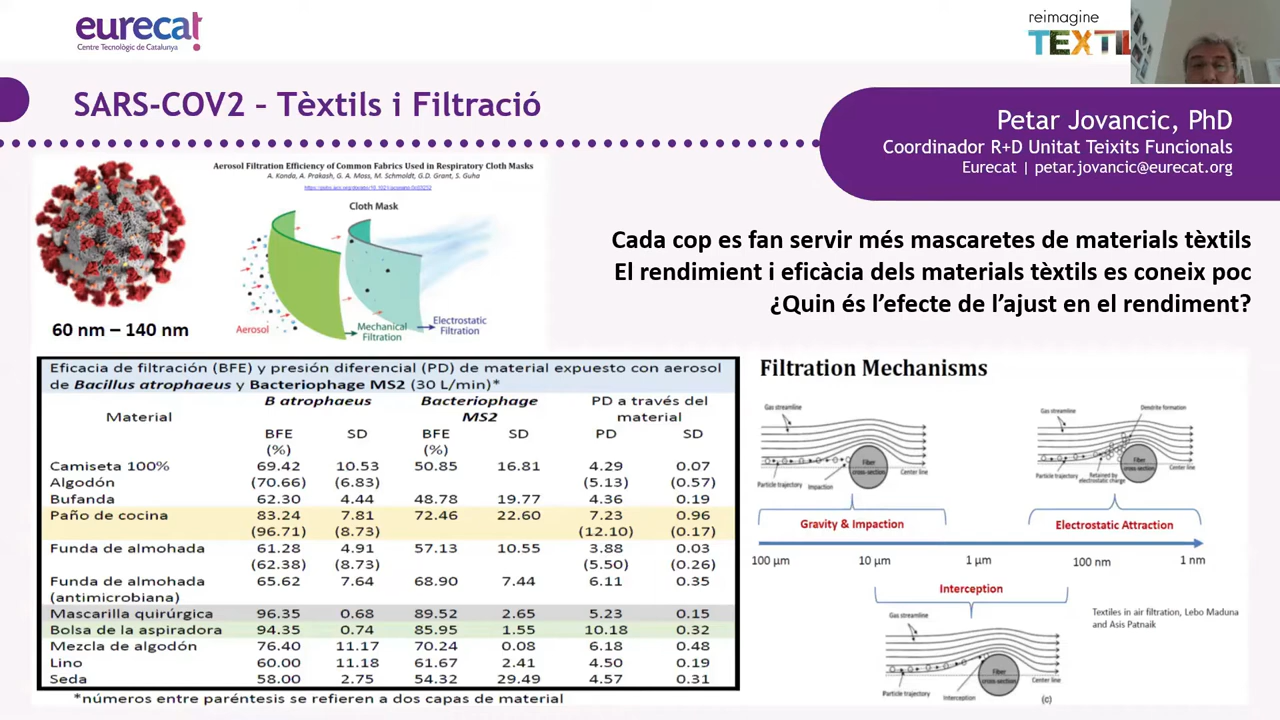 eurecat
Centre Tecnològic de Catalunya
reimagine
TEXTIL
SARS-COV2 – Tèxtils i Filtració
Petar Jovancic, PhD
Coordinador R+D Unitat Teixits Funcionals
Eurecat | petar.jovancic@eurecat.org
Aerosol Filtration Efficiency of Common Fabrics Used in Respiratory Cloth Masks
A. Konda, A. Prakash, G. A. Moss, M. Schmoldt, G.D. Grant, S. Guha
Cloth Mask
Aerosol
Mechanical
Filtration
Electrostatic
Filtration
60 nm – 140 nm
Cada cop es fan servir més mascaretes de materials tèxtils
El rendimient i eficàcia dels materials tèxtils es coneix poc
¿Quin és l’efecte de l’ajust en el rendiment?
Eficacia de filtración (BFE) y presión diferencial (PD) de material expuesto con aerosol
de Bacillus atrophaeus y Bacteriophage MS2 (30 L/min)*
Material
B atrophaeus
Bacteriophage
MS2
PD a través del
material
BFE
(%)
SD
BFE
(%)
SD
PD
SD
Camiseta 100% 69.42 10.53 50.85 16.81 4.29 0.07
Algodón (70.66) (6.83) (5.13) (0.57)
Bufanda 62.30 4.44 48.78 19.77 4.36 0.19
Paño de cocina 83.24 7.81 72.46 22.60 7.23 0.96
(96.71) (8.73) (12.10) (0.17)
Funda de almohada 61.28 4.91 57.13 10.55 3.88 0.03
(62.38) (8.73) (5.50) (0.26)
Funda de almohada 65.62 7.64 68.90 7.44 6.11 0.35
(antimicrobiana)
Mascarilla quirúrgica 96.35 0.68 89.52 2.65 5.23 0.15
Bolsa de la aspiradora 94.35 0.74 85.95 1.55 10.18 0.32
Mezcla de algodón 76.40 11.17 70.24 0.08 6.18 0.48
Lino 60.00 11.18 61.67 2.41 4.50 0.19
Seda 58.00 2.75 54.32 29.49 4.57 0.31
*números entre paréntesis se refieren a dos capas de material
Filtration Mechanisms
Gas streamline
Fiber
cross-section
Center line
Particle trajectory
Impaction
Gravity & Impaction
Gas streamline
Dendrite formation
Fiber
cross-section
Center line
Particle trajectory
Retained by
electrostatic charge
Electrostatic Attraction
100 µm 10 µm 1 µm 100 nm 1 nm
Interception
Gas streamline
Fiber
cross-section
Center line
Particle trajectory
Interception
(c)
Textiles in air filtration, Lebo Maduna
and Asis Patnaik